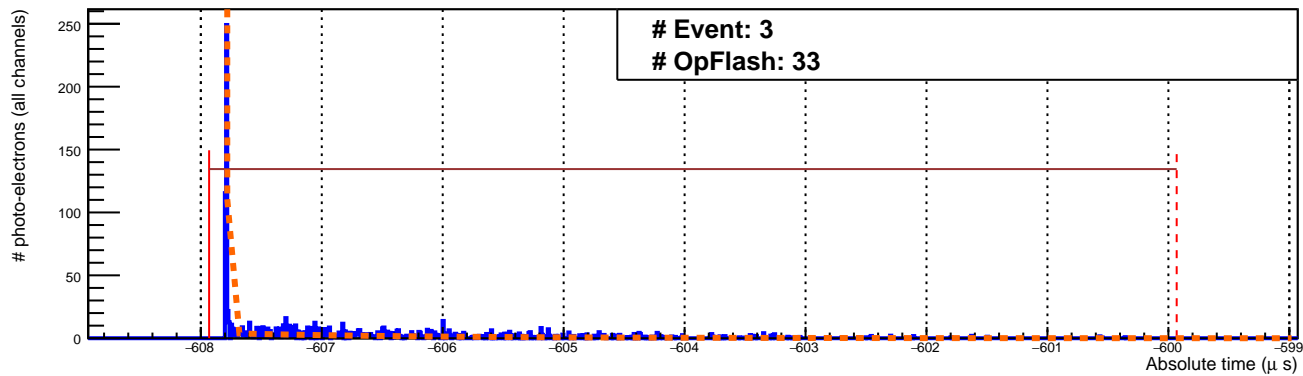 # Event: 3
# OpFlash: 33
# photo-electrons (all channels)
250
200
150
100
50
0
−608 −607 −606 −605 −604 −603 −602 −601 −600 −599
Absolute time (μ s)